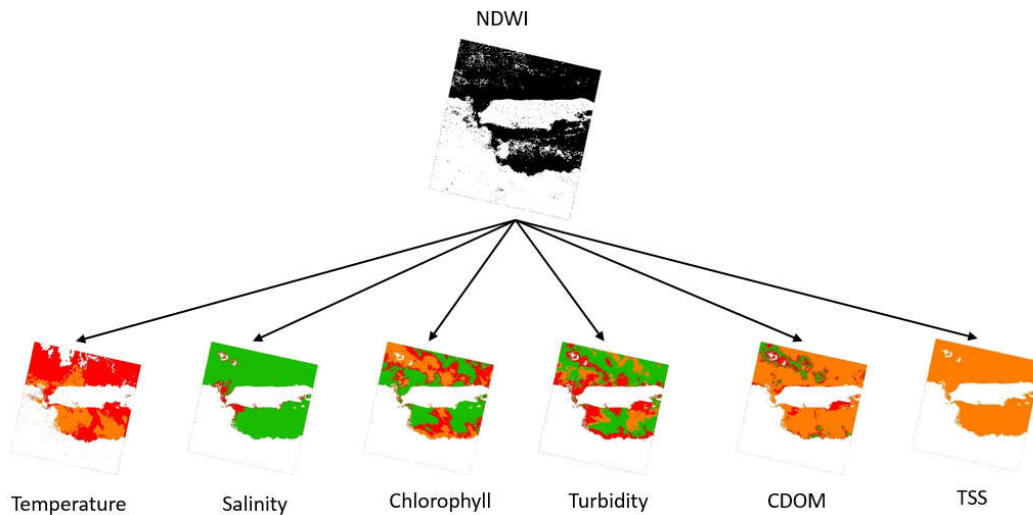 NDWI
Temperature
Salinity
Chlorophyll
Turbidity
CDOM
TSS